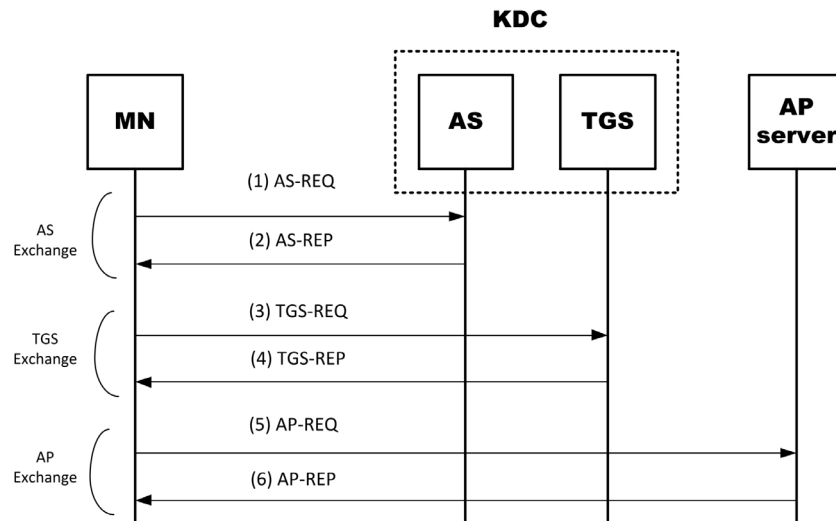 KDC
MN
AS
TGS
AP
server
(1) AS-REQ
AS
Exchange
(2) AS-REP
(3) TGS-REQ
TGS
Exchange
(4) TGS-REP
(5) AP-REQ
AP
Exchange
(6) AP-REP